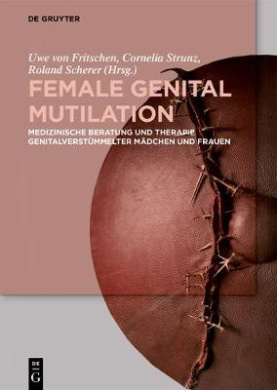 DE GRUYTER
Uwe von Fritschen, Cornelia Strunz,
Roland Scherer (Hrsg.)
FEMALE GENITAL
MUTILATION
MEDIZINISCHE BERATUNG UND THERAPIE
GENITALVERSTÜMMELTER MÄDCHEN UND FRAUEN
DE
G